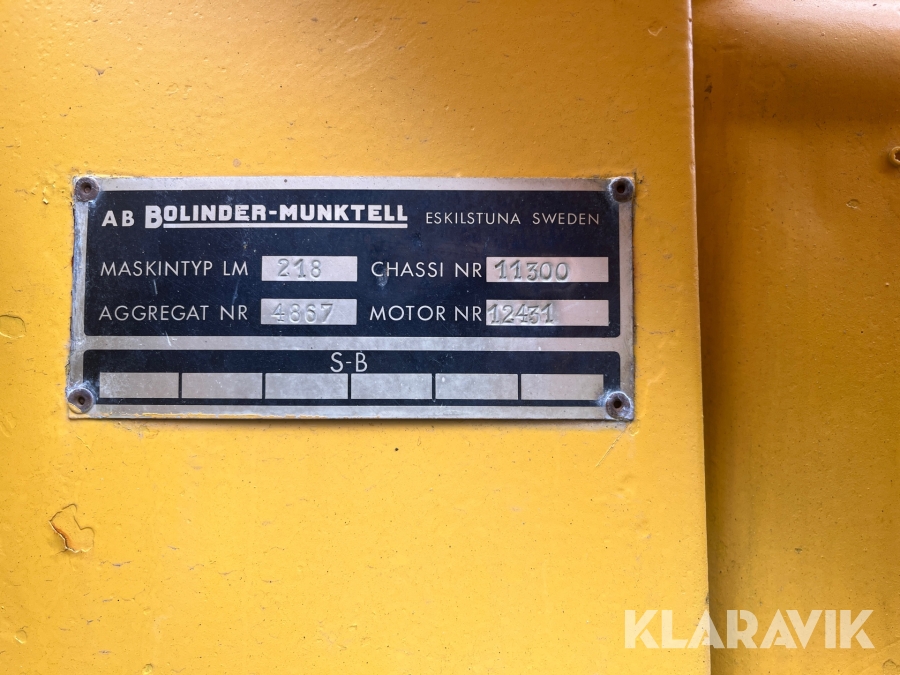 AB BOLINDER-MUNKTELL ESKILSTUNA SWEDEN
MASKINTYP LM 218 CHASSI NR 11300
AGGREGAT NR 4867 MOTOR NR 12431
S-B
KLARAVIK